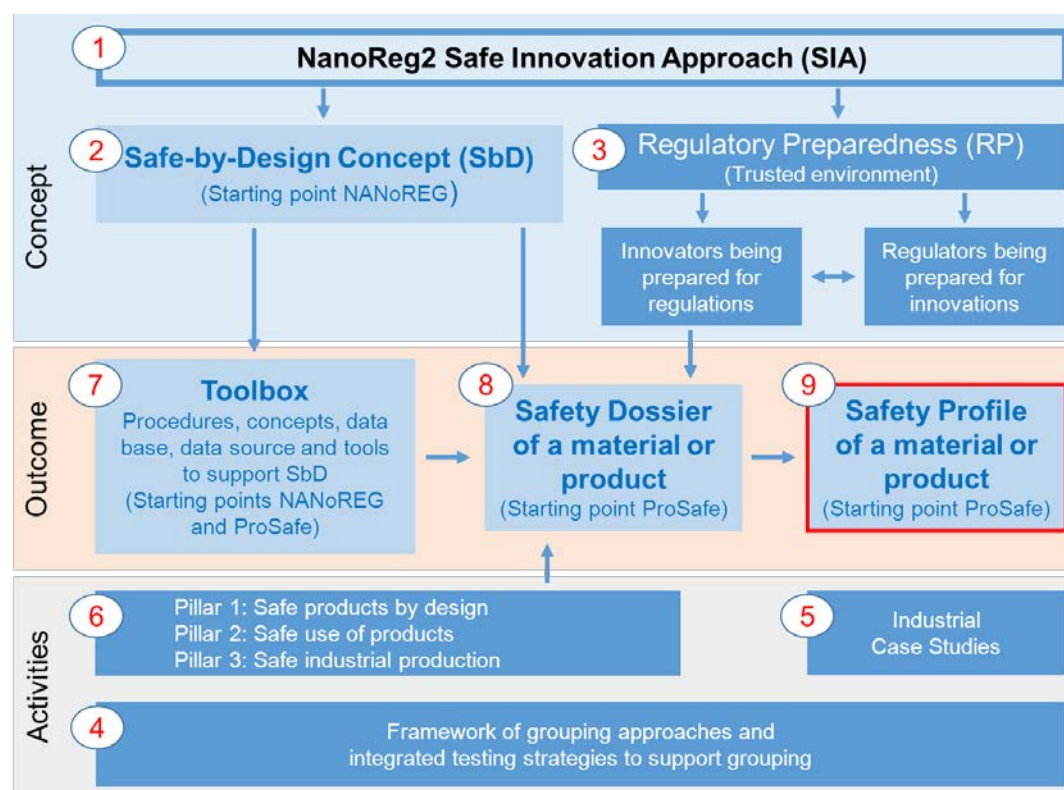 1
NanoReg2 Safe Innovation Approach (SIA)
Concept
2
Safe-by-Design Concept (SbD)
(Starting point NANoREG)
3
Regulatory Preparedness (RP)
(Trusted environment)
Innovators being
prepared for
regulations
Regulators being
prepared for
innovations
Outcome
7
Toolbox
Procedures, concepts, data
base, data source and tools
to support SbD
(Starting points NANoREG
and ProSafe)
8
Safety Dossier
of a material or
product
(Starting point ProSafe)
9
Safety Profile
of a material or
product
(Starting point ProSafe)
Activities
6
Pillar 1: Safe products by design
Pillar 2: Safe use of products
Pillar 3: Safe industrial production
5
Industrial
Case Studies
4
Framework of grouping approaches and
integrated testing strategies to support grouping